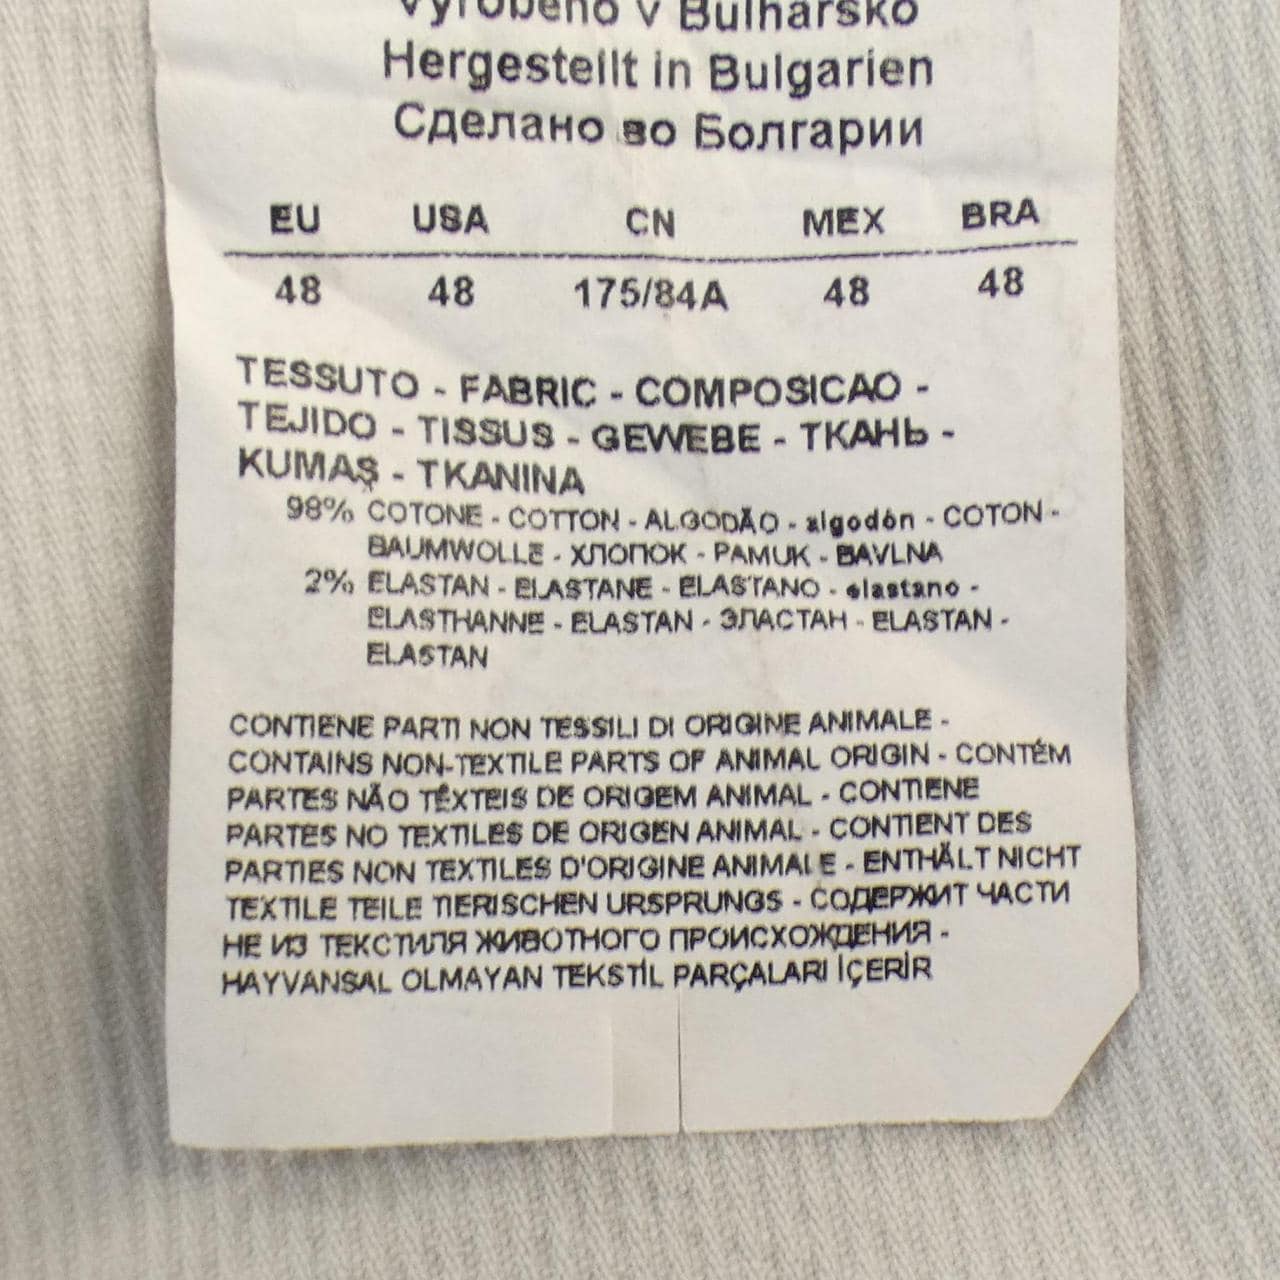 Vyrobeno v Bulharsko
Hergestellt in Bulgarien
Сделано во Болгарии
EU USA CN MEX BRA
48 48 175/84A 48 48
TESSUTO - FABRIC - COMPOSICAO -
TEJIDO - TISSUS - GEWEBE - ТКАНЬ -
KUMAŞ - TKANINA
98% COTONE - COTTON - ALGODÃO - algodón - COTON -
BAUMWOLLE - ХЛОПОК - PAMUK - BAVLNA
2% ELASTAN - ELASTANE - ELASTANO - elastano -
ELASTHANNE - ELASTAN - ЭЛАСТАН - ELASTAN -
ELASTAN
CONTIENE PARTI NON TESSILI DI ORIGINE ANIMALE -
CONTAINS NON-TEXTILE PARTS OF ANIMAL ORIGIN - CONTÉM
PARTES NÃO TÊXTEIS DE ORIGEM ANIMAL - CONTIENE
PARTES NO TEXTILES DE ORIGEN ANIMAL - CONTIENT DES
PARTIES NON TEXTILES D'ORIGINE ANIMALE - ENTHÄLT NICHT
TEXTILE TEILE TIERISCHEN URSPRUNGS - СОДЕРЖИТ ЧАСТИ
НЕ ИЗ ТЕКСТИЛЯ ЖИВОТНОГО ПРОИСХОЖДЕНИЯ -
HAYVANSAL OLMAYAN TEKSTİL PARÇALARI İÇERİR